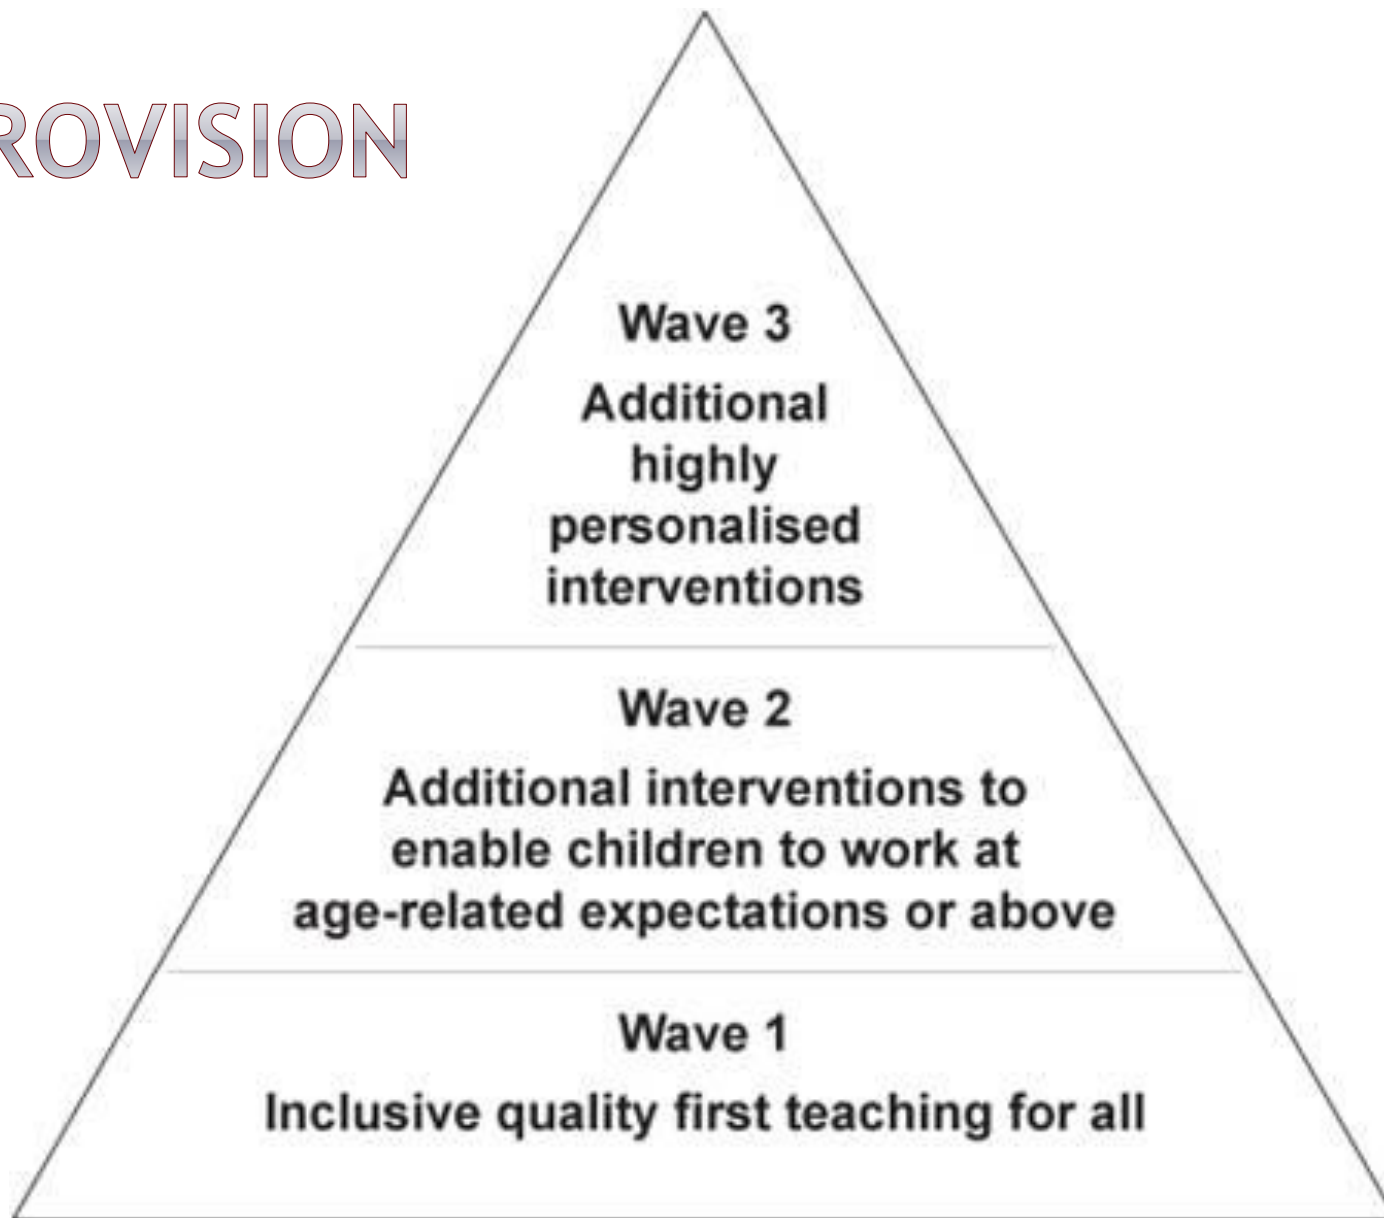 ROVISION
Wave 3
Additional
highly
personalised
interventions
Wave 2
Additional interventions to
enable children to work at
age-related expectations or above
Wave 1
Inclusive quality first teaching for all